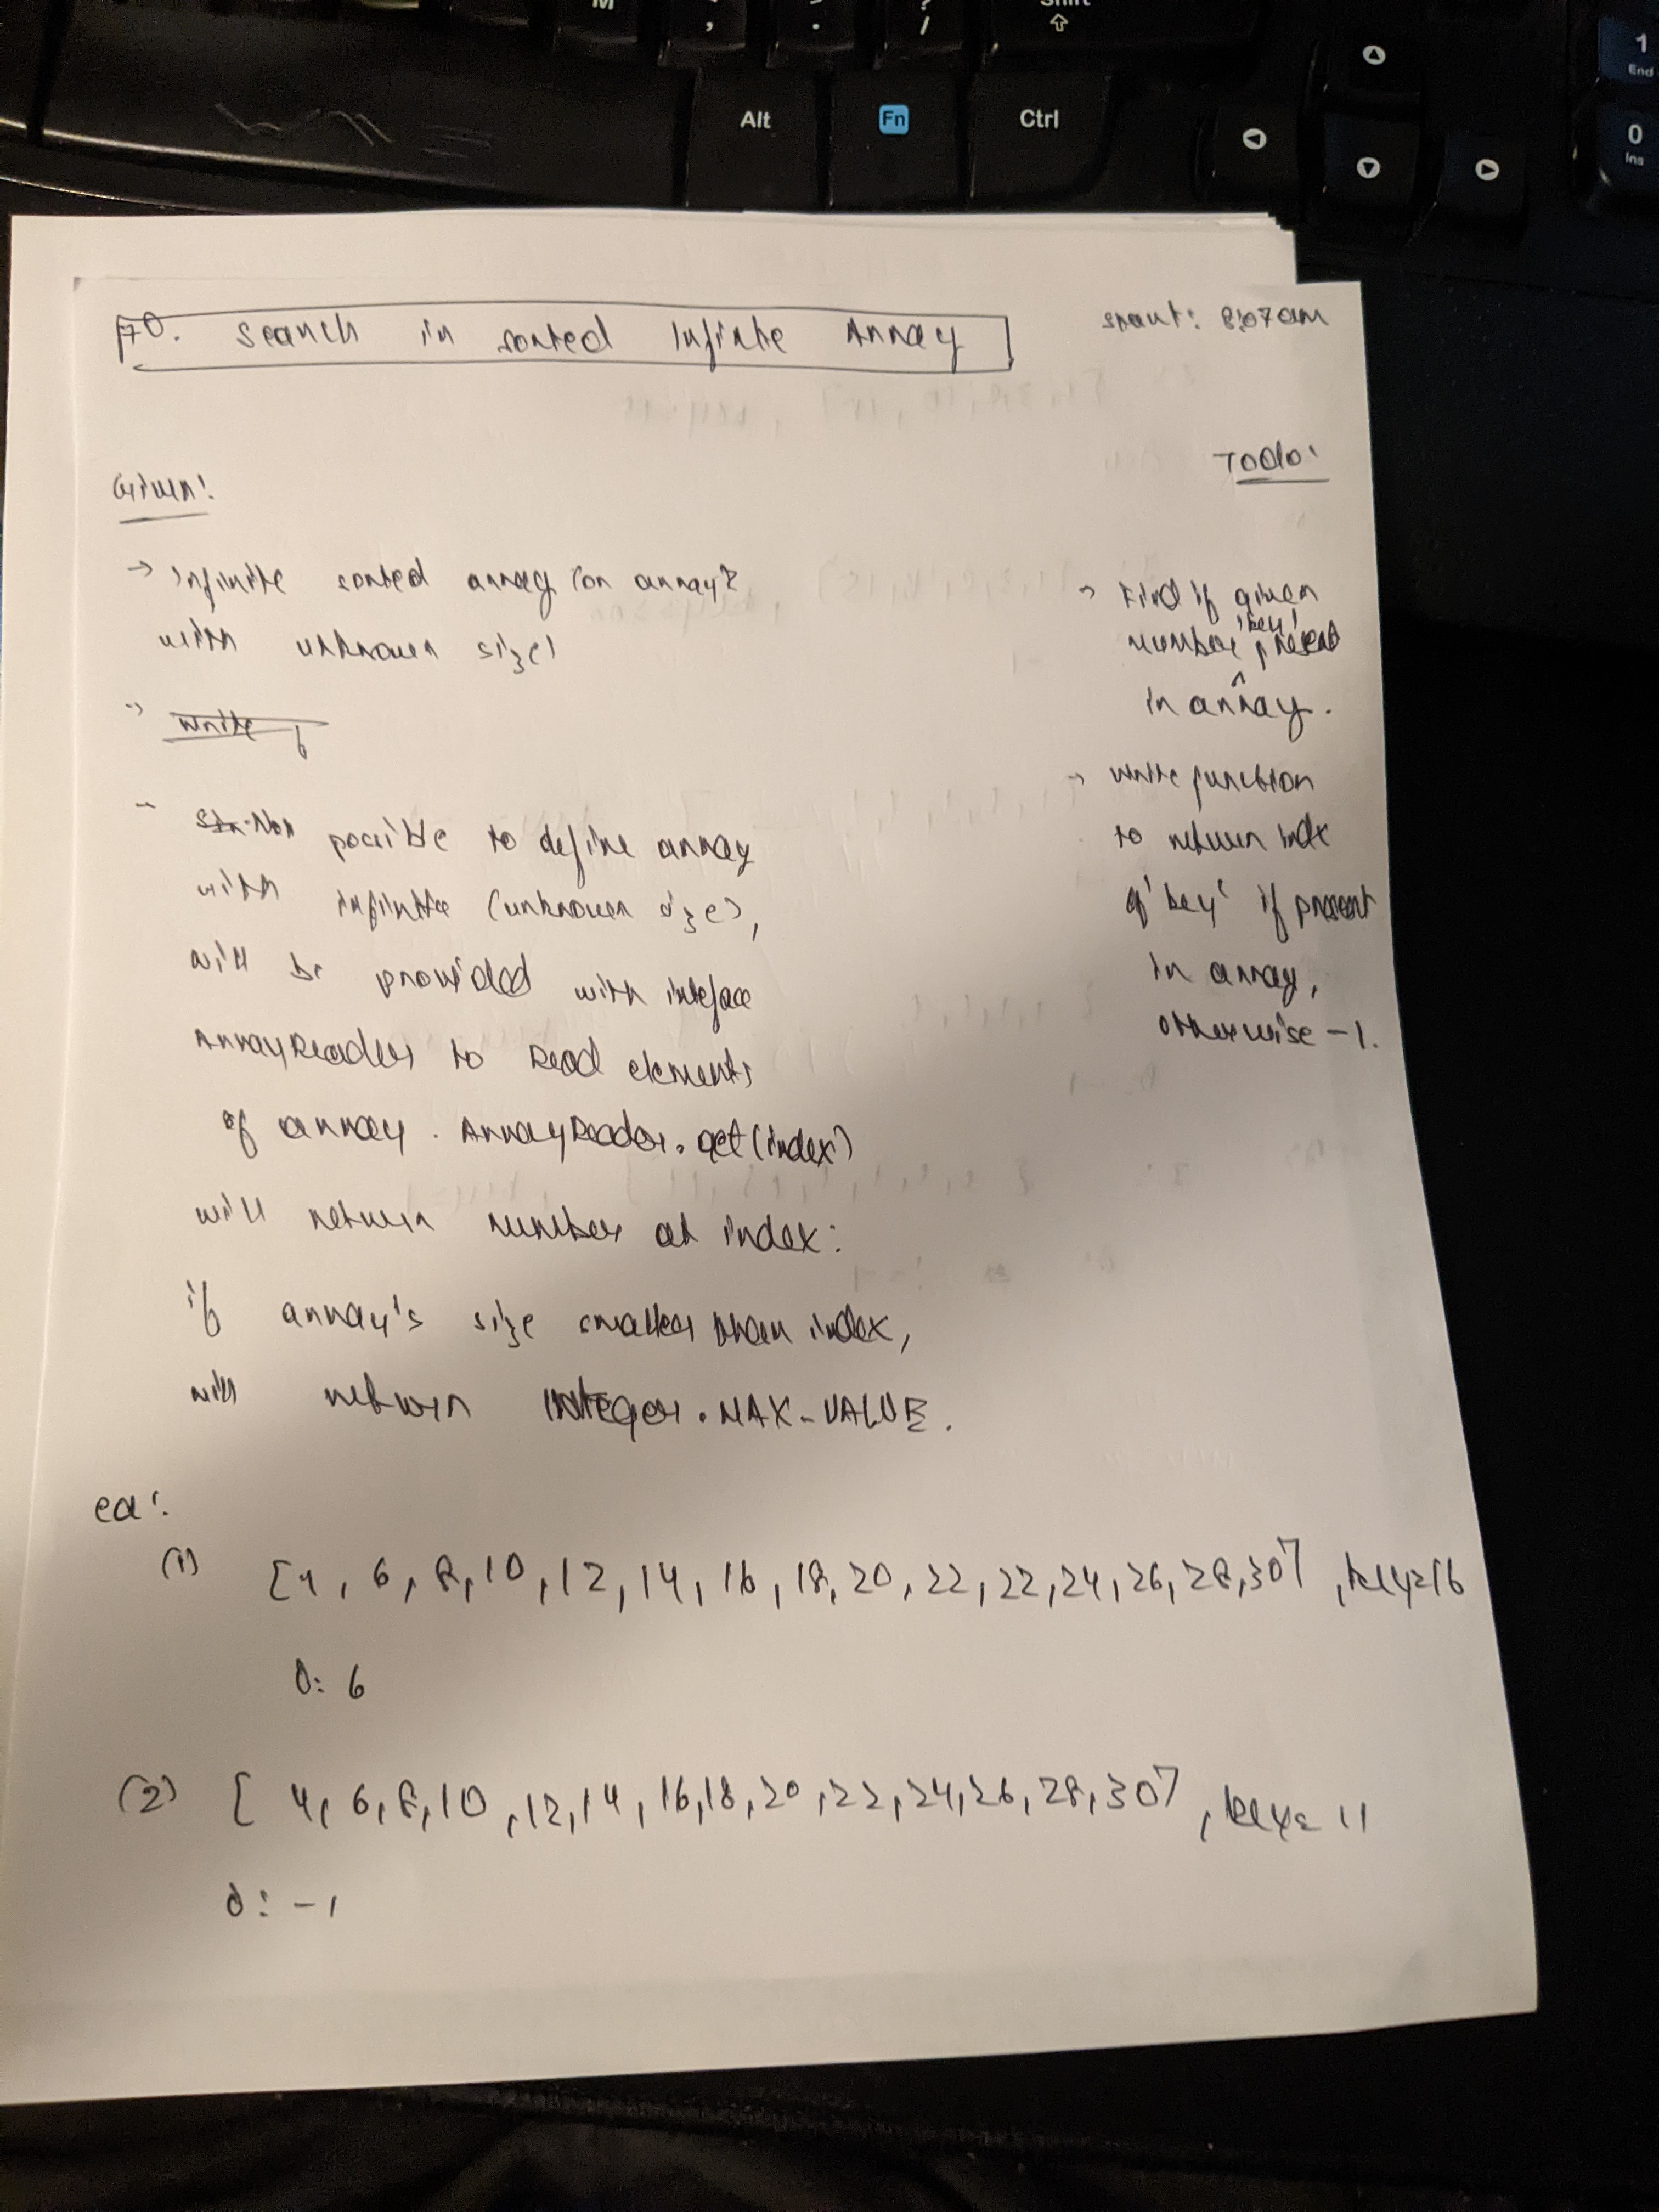 M
,
.
?
/
Shift
1
End
Alt
Fn
Ctrl
0
Ins
70. Search in sorted Infinite Array
start: 8:07am
Given:
→ Infinite sorted array (or array
with unknown size)
→ write f
→ Not possible to define array
with infinite (unknown size),
will be provided with inteface
ArrayReader to Read elements
of array. ArrayReader.get(index)
will return number at index:
if array's size smaller than index,
will return Integer.MAX-VALUE.
Todo:
→ Find if given
number 'key' present
in array.
→ write function
to return index
of 'key' if present
in array,
otherwise -1.
eg:
(1) [4, 6, 8, 10, 12, 14, 16, 18, 20, 22, 22, 24, 26, 28, 30], key=16
O: 6
(2) [4, 6, 8, 10, 12, 14, 16, 18, 20, 22, 24, 26, 28, 30], key= 11
O: -1